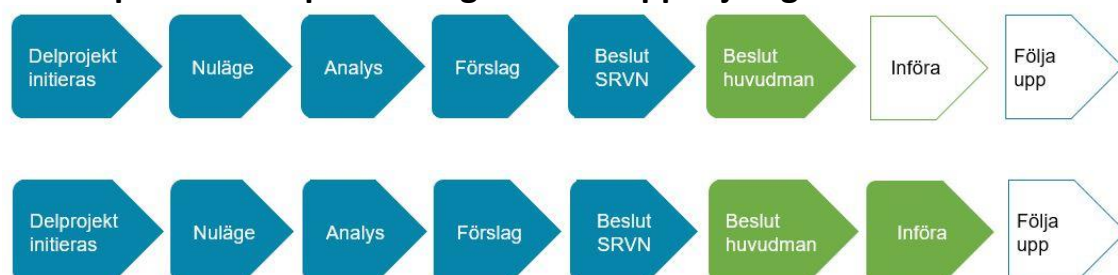 Delprojekt
initieras
Nuläge
Analys
Förslag
Beslut
SRVN
Beslut
huvudman
Införa
Följa
upp
Delprojekt
initieras
Nuläge
Analys
Förslag
Beslut
SRVN
Beslut
huvudman
Införa
Följa
upp